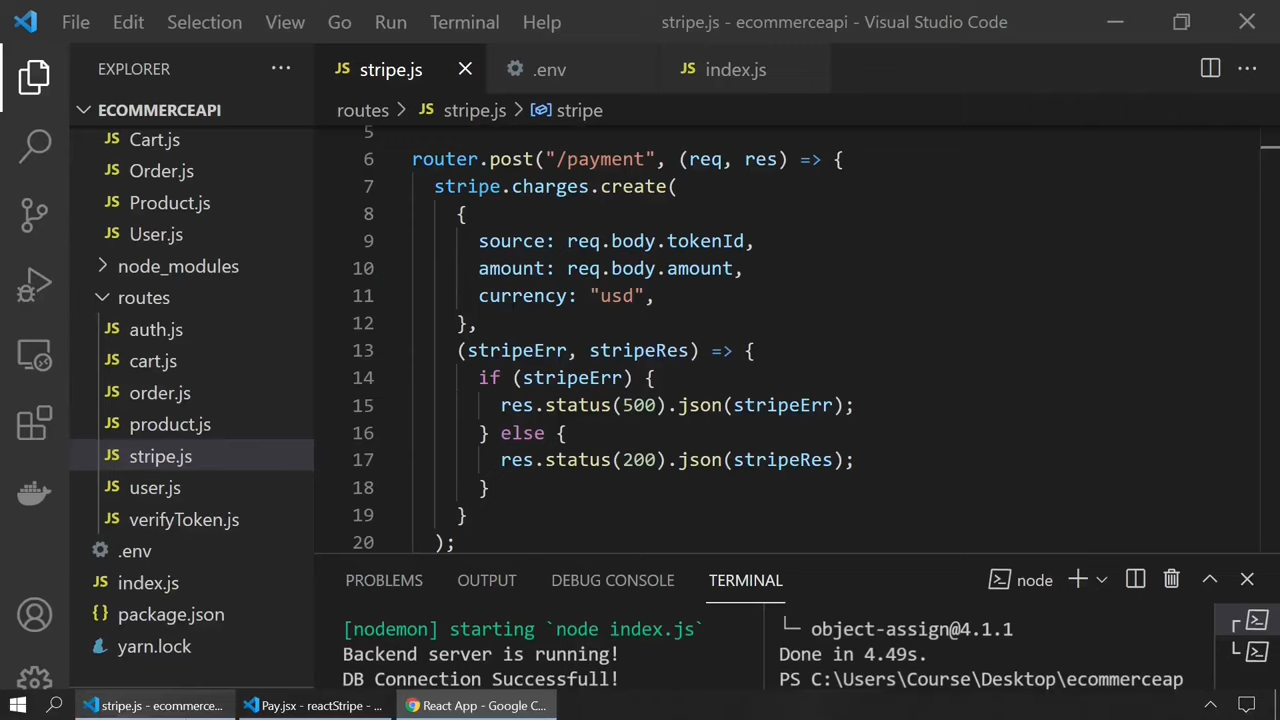 File Edit Selection View Go Run Terminal Help stripe.js - ecommerceapi - Visual Studio Code
EXPLORER
ECOMMERCEAPI
JS Cart.js
JS Order.js
JS Product.js
JS User.js
node_modules
routes
JS auth.js
JS cart.js
JS order.js
JS product.js
JS stripe.js
JS user.js
JS verifyToken.js
.env
JS index.js
{} package.json
yarn.lock
JS stripe.js .env JS index.js
routes > JS stripe.js > stripe
5
6 router.post("/payment", (req, res) => {
7 stripe.charges.create(
8 {
9 source: req.body.tokenId,
10 amount: req.body.amount,
11 currency: "usd",
12 },
13 (stripeErr, stripeRes) => {
14 if (stripeErr) {
15 res.status(500).json(stripeErr);
16 } else {
17 res.status(200).json(stripeRes);
18 }
19 }
20 );
PROBLEMS OUTPUT DEBUG CONSOLE TERMINAL node
[nodemon] starting `node index.js`
Backend server is running!
DB Connection Successfull!
└─ object-assign@4.1.1
Done in 4.49s.
PS C:\Users\Course\Desktop\ecommerceap
stripe.js - ecommerce... Pay.jsx - reactStripe - ... React App - Google C...